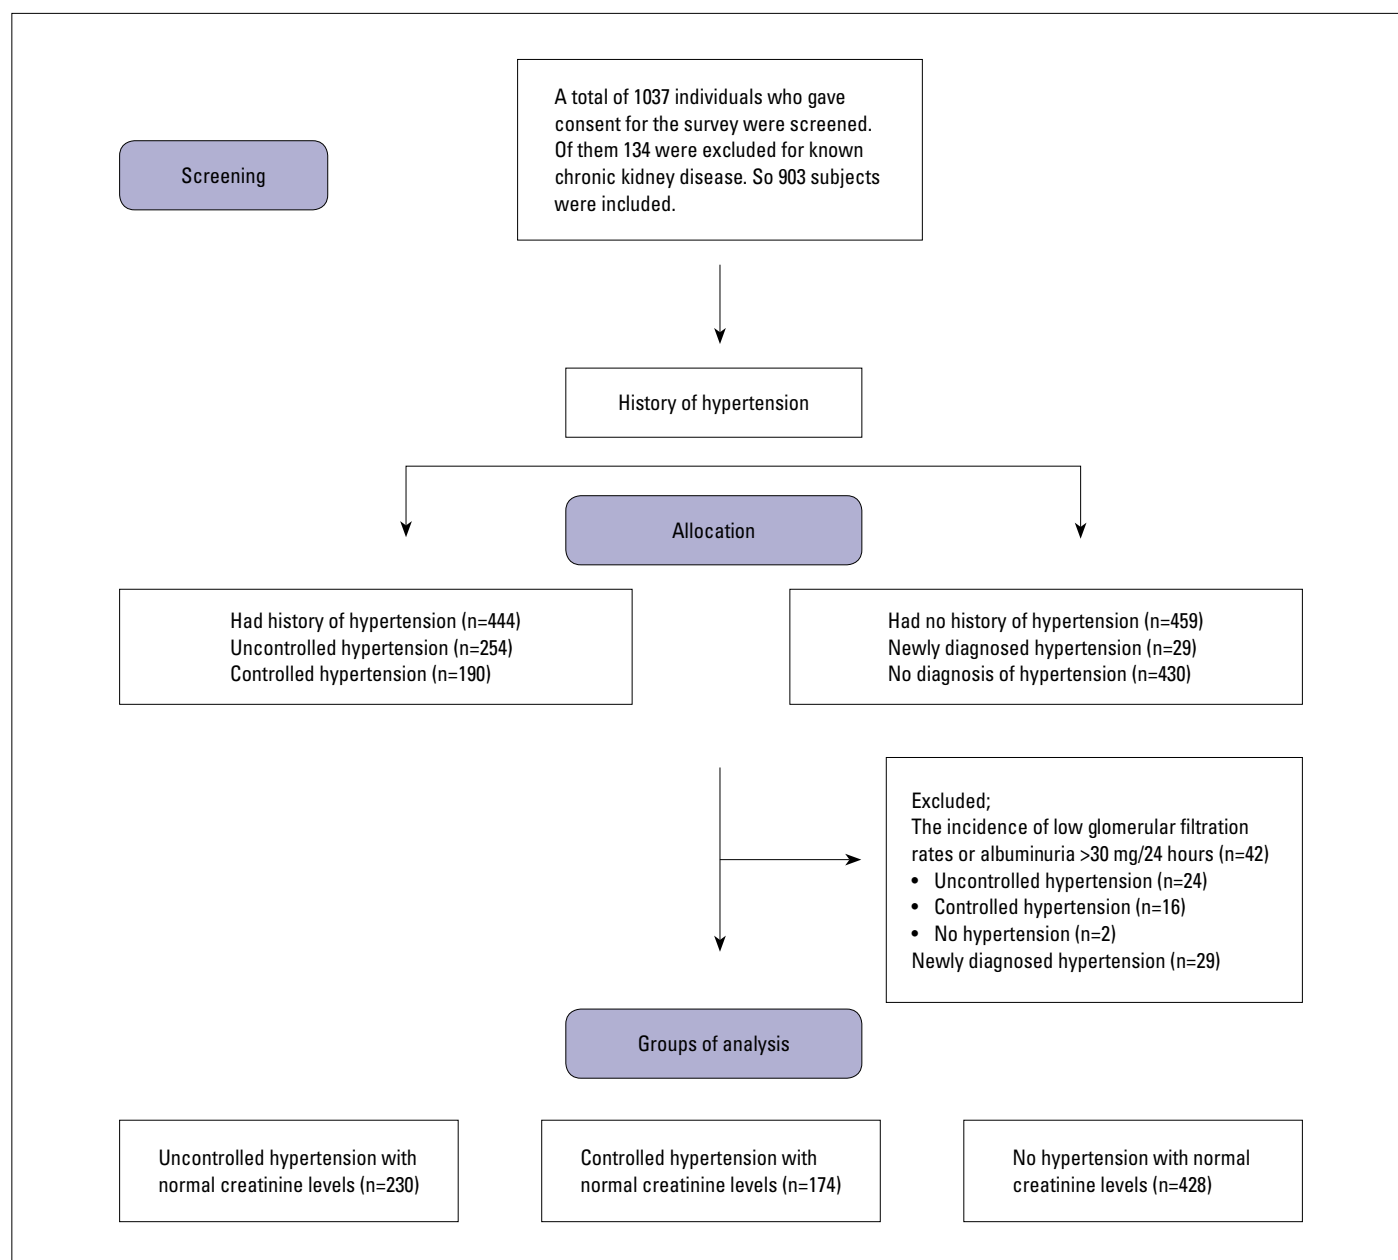 A total of 1037 individuals who gave
consent for the survey were screened.
Of them 134 were excluded for known
chronic kidney disease. So 903 subjects
were included.
Screening
History of hypertension
Allocation
Had history of hypertension (n=444)
Uncontrolled hypertension (n=254)
Controlled hypertension (n=190)
Had no history of hypertension (n=459)
Newly diagnosed hypertension (n=29)
No diagnosis of hypertension (n=430)
Excluded;
The incidence of low glomerular filtration
rates or albuminuria >30 mg/24 hours (n=42)
• Uncontrolled hypertension (n=24)
• Controlled hypertension (n=16)
• No hypertension (n=2)
Newly diagnosed hypertension (n=29)
Groups of analysis
Uncontrolled hypertension with
normal creatinine levels (n=230)
Controlled hypertension with
normal creatinine levels (n=174)
No hypertension with normal
creatinine levels (n=428)